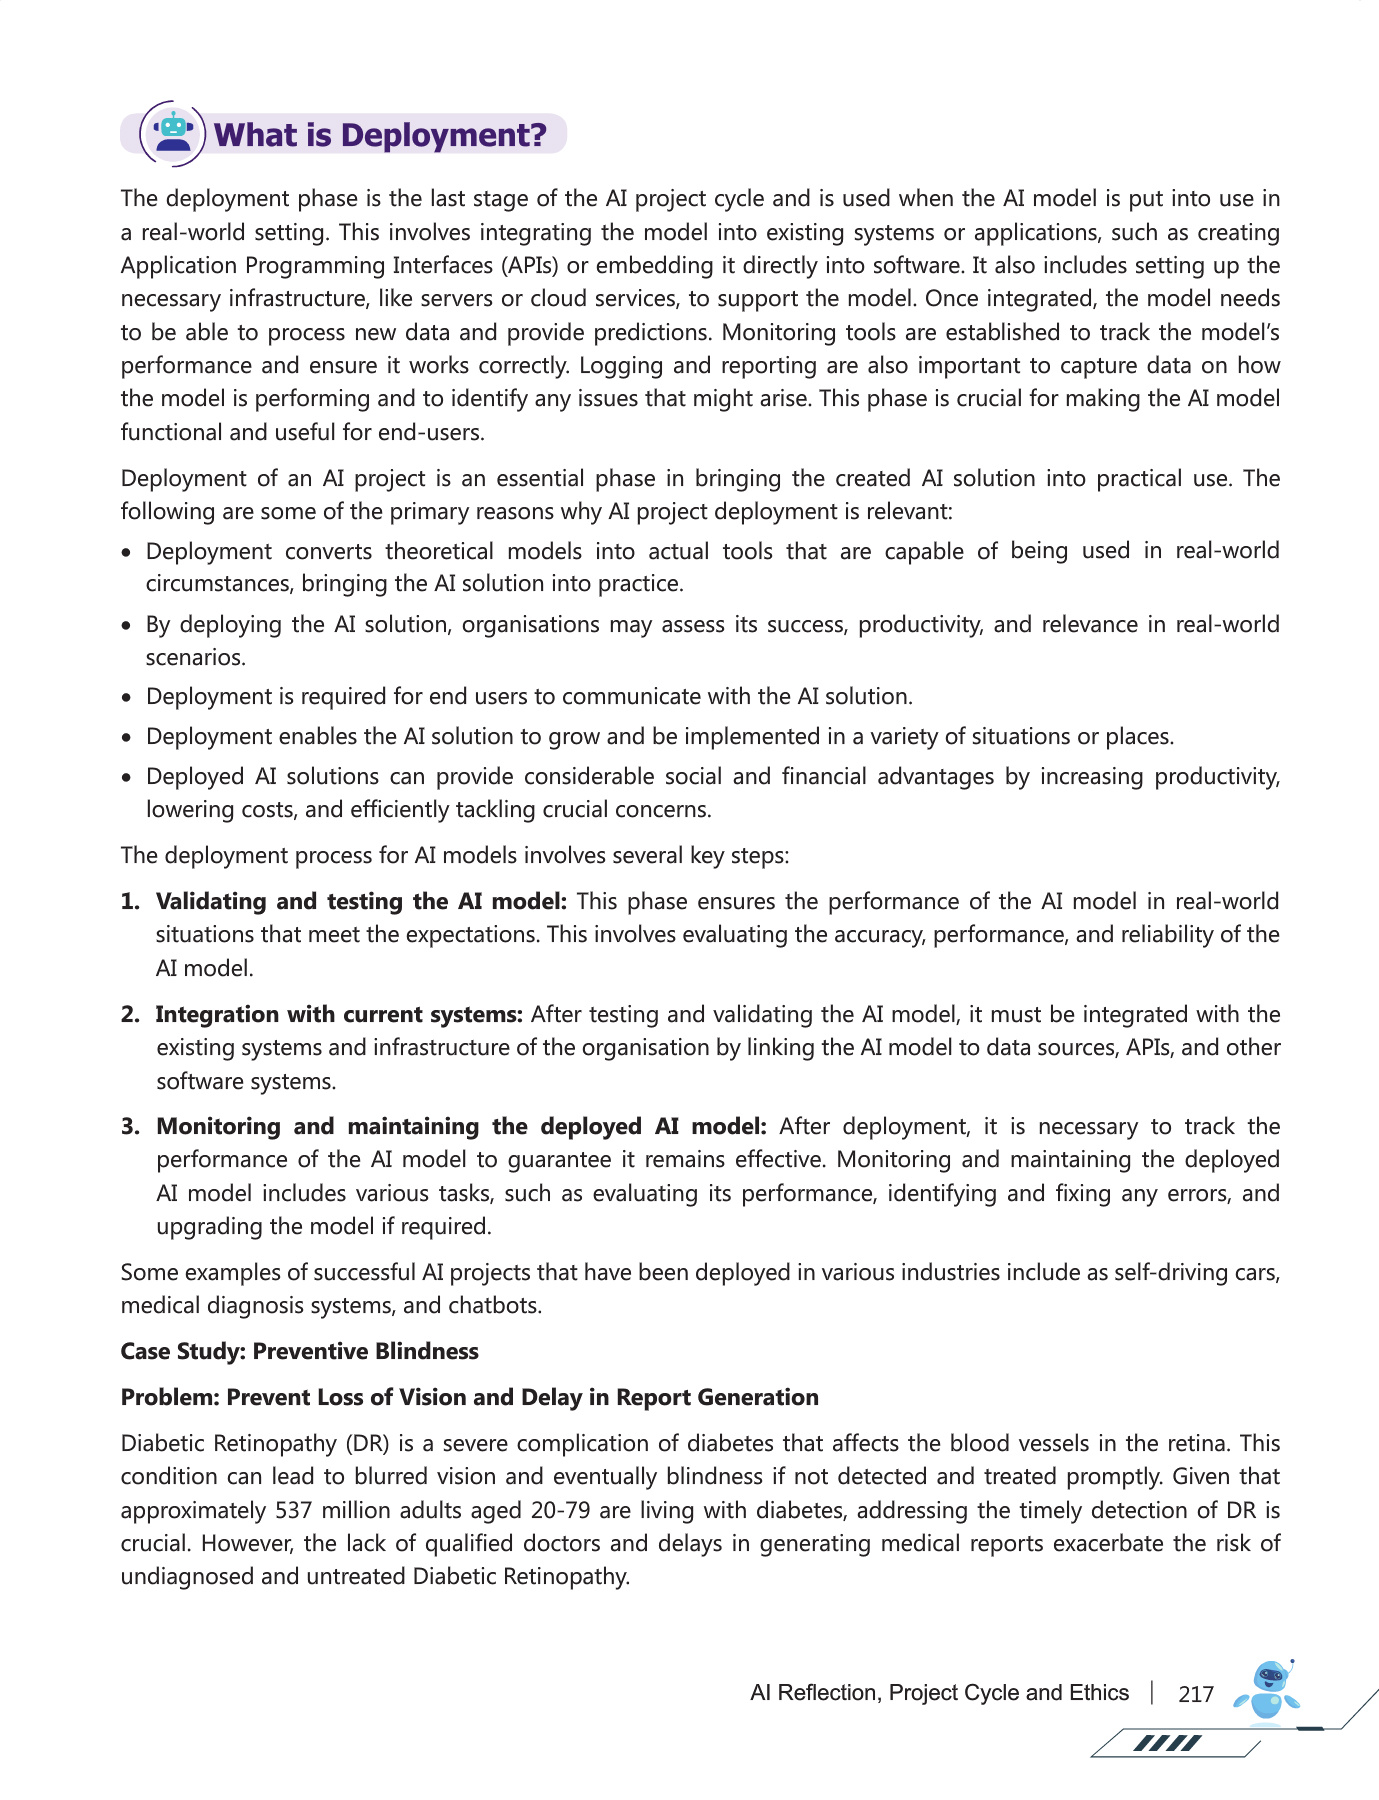 What is Deployment?
The deployment phase is the last stage of the AI project cycle and is used when the AI model is put into use in
a real-world setting. This involves integrating the model into existing systems or applications, such as creating
Application Programming Interfaces (APIs) or embedding it directly into software. It also includes setting up the
necessary infrastructure, like servers or cloud services, to support the model. Once integrated, the model needs
to be able to process new data and provide predictions. Monitoring tools are established to track the model’s
performance and ensure it works correctly. Logging and reporting are also important to capture data on how
the model is performing and to identify any issues that might arise. This phase is crucial for making the AI model
functional and useful for end-users.
Deployment of an AI project is an essential phase in bringing the created AI solution into practical use. The
following are some of the primary reasons why AI project deployment is relevant:
• Deployment converts theoretical models into actual tools that are capable of being used in real-world
circumstances, bringing the AI solution into practice.
• By deploying the AI solution, organisations may assess its success, productivity, and relevance in real-world
scenarios.
• Deployment is required for end users to communicate with the AI solution.
• Deployment enables the AI solution to grow and be implemented in a variety of situations or places.
• Deployed AI solutions can provide considerable social and financial advantages by increasing productivity,
lowering costs, and efficiently tackling crucial concerns.
The deployment process for AI models involves several key steps:
1. Validating and testing the AI model: This phase ensures the performance of the AI model in real-world
situations that meet the expectations. This involves evaluating the accuracy, performance, and reliability of the
AI model.
2. Integration with current systems: After testing and validating the AI model, it must be integrated with the
existing systems and infrastructure of the organisation by linking the AI model to data sources, APIs, and other
software systems.
3. Monitoring and maintaining the deployed AI model: After deployment, it is necessary to track the
performance of the AI model to guarantee it remains effective. Monitoring and maintaining the deployed
AI model includes various tasks, such as evaluating its performance, identifying and fixing any errors, and
upgrading the model if required.
Some examples of successful AI projects that have been deployed in various industries include as self-driving cars,
medical diagnosis systems, and chatbots.
Case Study: Preventive Blindness
Problem: Prevent Loss of Vision and Delay in Report Generation
Diabetic Retinopathy (DR) is a severe complication of diabetes that affects the blood vessels in the retina. This
condition can lead to blurred vision and eventually blindness if not detected and treated promptly. Given that
approximately 537 million adults aged 20-79 are living with diabetes, addressing the timely detection of DR is
crucial. However, the lack of qualified doctors and delays in generating medical reports exacerbate the risk of
undiagnosed and untreated Diabetic Retinopathy.
AI Reflection, Project Cycle and Ethics | 217